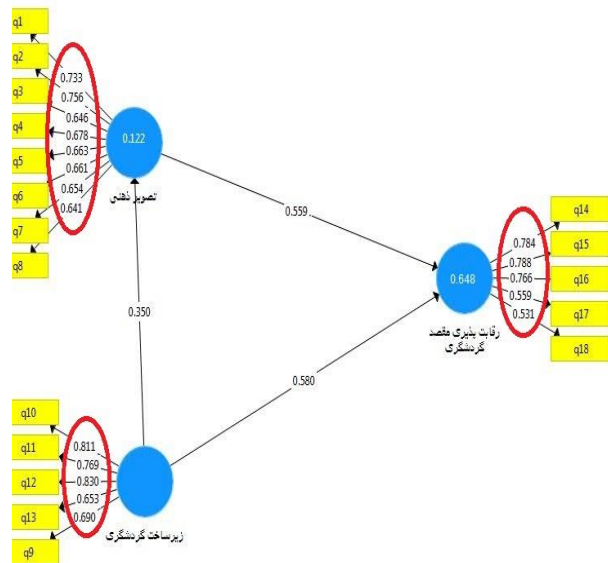 q1
q2
q3
q4
q5
q6
q7
q8
0.733
0.756
0.646
0.678
0.663
0.661
0.654
0.641
0.122
تصویر ذهنی
0.559
0.350
0.580
0.648
رقابت پذیری مقصد
گردشگری
0.784
0.788
0.766
0.559
0.531
q14
q15
q16
q17
q18
q10
q11
q12
q13
q9
0.811
0.769
0.830
0.653
0.690
زیرساخت گردشگری